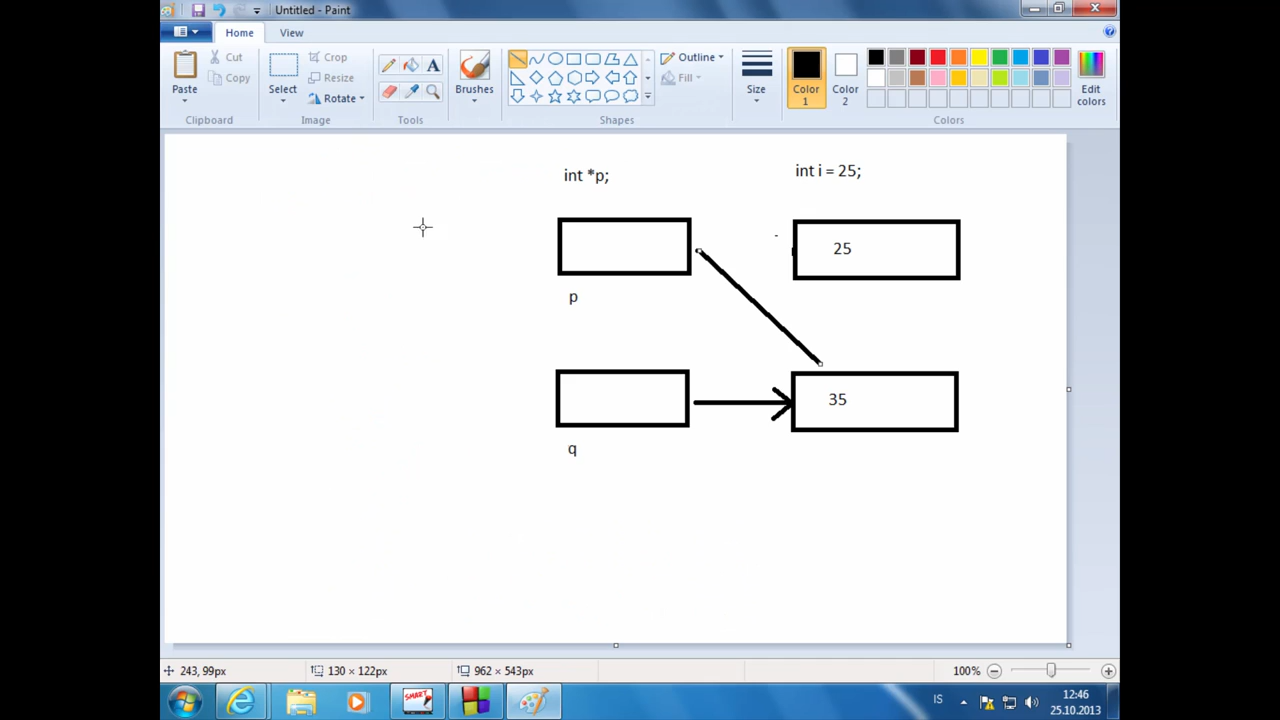 Untitled - Paint
Home
View
Paste
Cut
Copy
Clipboard
Select
Crop
Resize
Rotate
Image
A
Tools
Brushes
Outline
Fill
Shapes
Size
Color 1
Color 2
Edit colors
Colors
int *p;
int i = 25;
25
p
35
q
243, 99px
130 × 122px
962 × 543px
100%
SMART
IS
12:46
25.10.2013